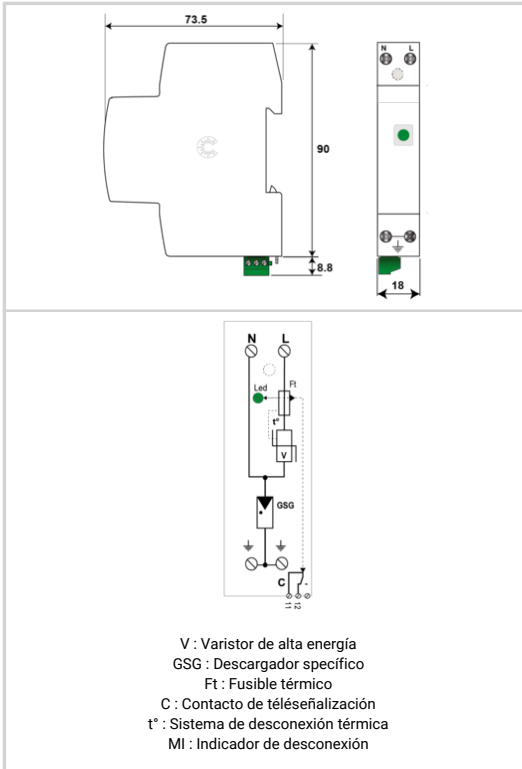 73.5
N L
90
8.8
18
N L
Led
Ft
t°
V
GSG
C
11 12
V : Varistor de alta energía
GSG : Descargador específico
Ft : Fusible térmico
C : Contacto de téléseñalización
t° : Sistema de desconexión térmica
MI : Indicador de desconexión